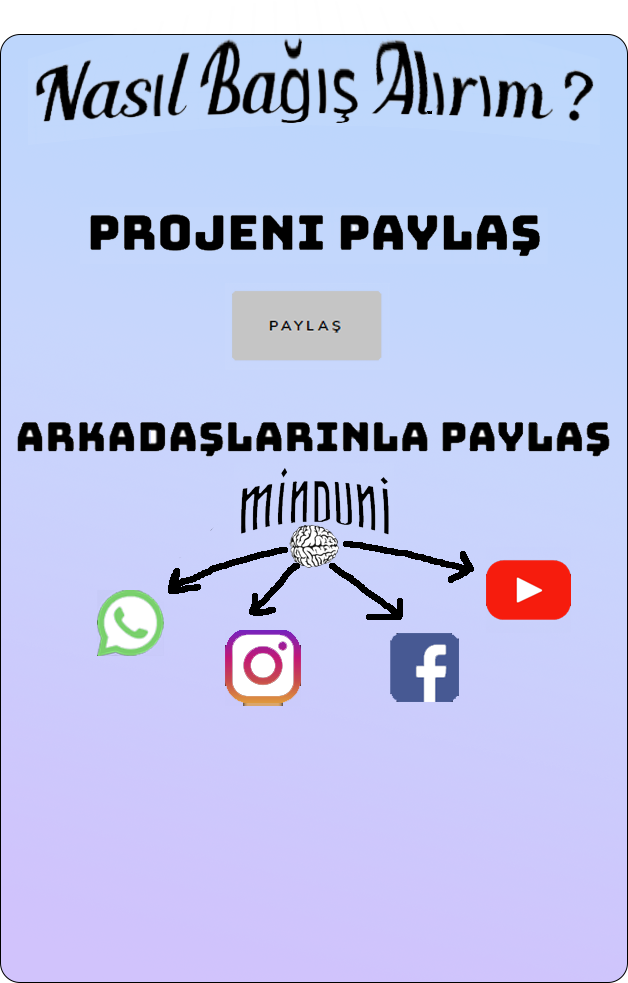 Nasıl Bağış Alırım ?
PROJENI PAYLAŞ
PAYLAŞ
ARKADAŞLARINLA PAYLAŞ
minduni